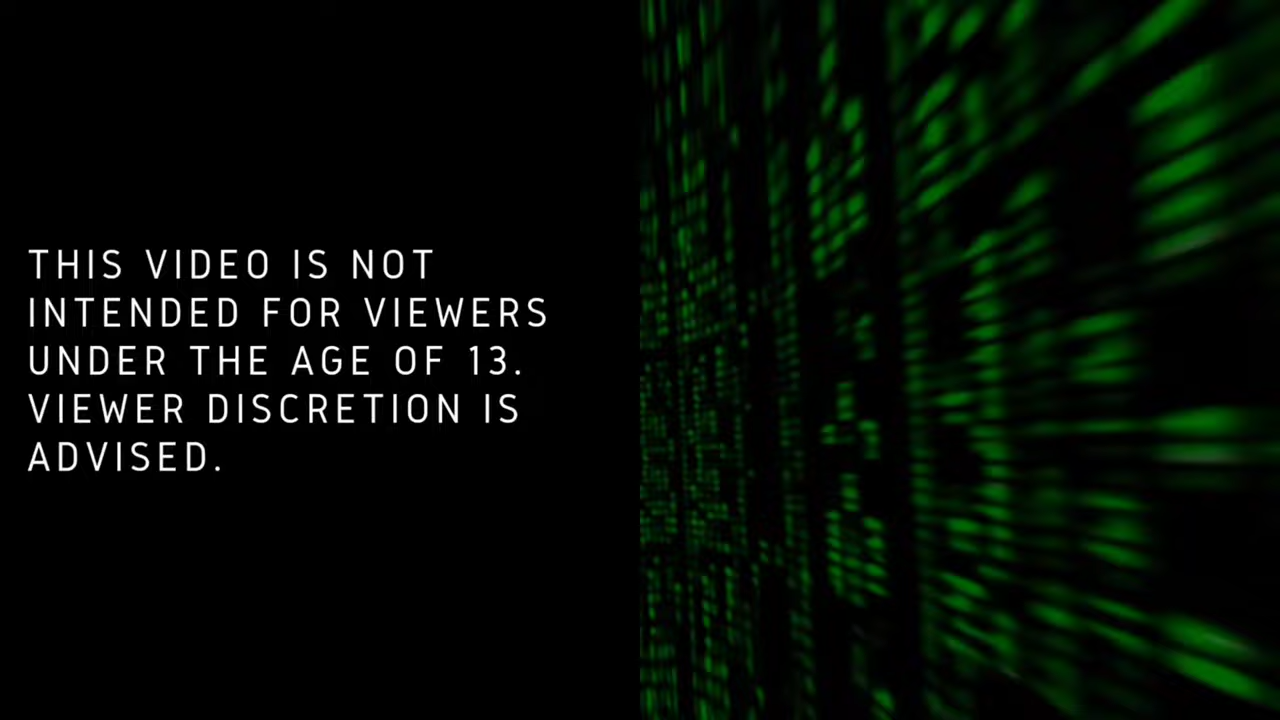 THIS VIDEO IS NOT
INTENDED FOR VIEWERS
UNDER THE AGE OF 13.
VIEWER DISCRETION IS
ADVISED.